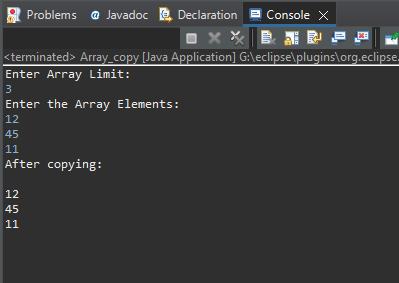 Problems @ Javadoc Declaration Console
<terminated> Array_copy [Java Application] G:\eclipse\plugins\org.eclipse.
Enter Array Limit:
3
Enter the Array Elements:
12
45
11
After copying:
12
45
11